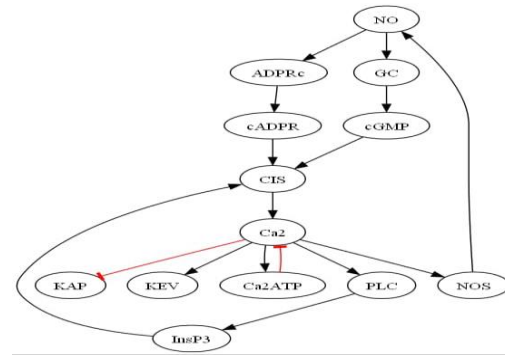 NO
ADPRc GC
cADPR cGMP
CIS
Ca2
KAP KEV Ca2ATP PLC NOS
InsP3